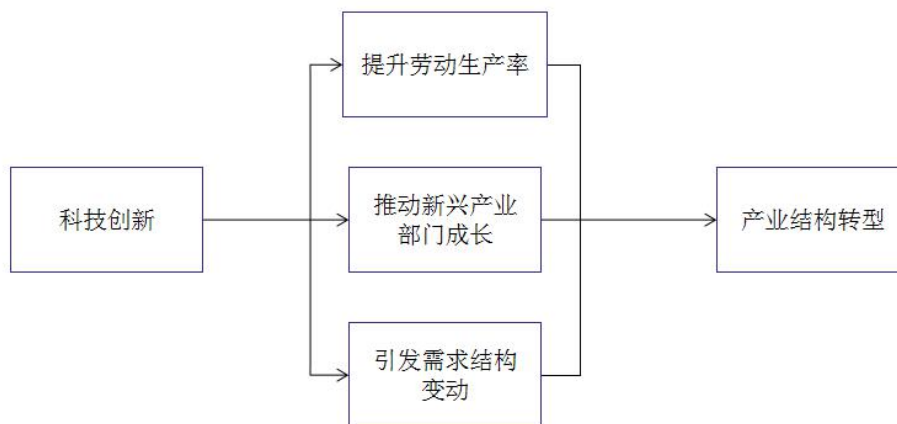 提升劳动生产率
科技创新
推动新兴产业
部门成长
产业结构转型
引发需求结构
变动